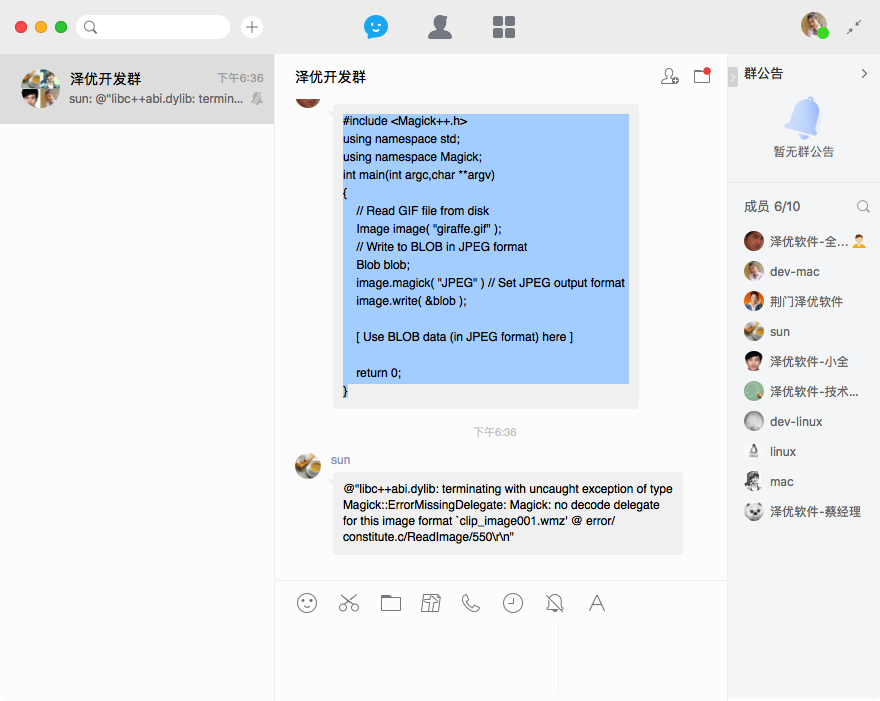 泽优开发群
下午6:36
sun: @"libc++abi.dylib: termin...
泽优开发群
#include <Magick++.h>
using namespace std;
using namespace Magick;
int main(int argc,char **argv)
{
// Read GIF file from disk
Image image( "giraffe.gif" );
// Write to BLOB in JPEG format
Blob blob;
image.magick( "JPEG" ) // Set JPEG output format
image.write( &blob );
[ Use BLOB data (in JPEG format) here ]
return 0;
}
下午6:36
sun
@"libc++abi.dylib: terminating with uncaught exception of type
Magick::ErrorMissingDelegate: Magick: no decode delegate
for this image format `clip_image001.wmz' @ error/
constitute.c/ReadImage/550\r\n"
群公告
暂无群公告
成员 6/10
泽优软件-全...
dev-mac
荆门泽优软件
sun
泽优软件-小全
泽优软件-技术...
dev-linux
linux
mac
泽优软件-蔡经理